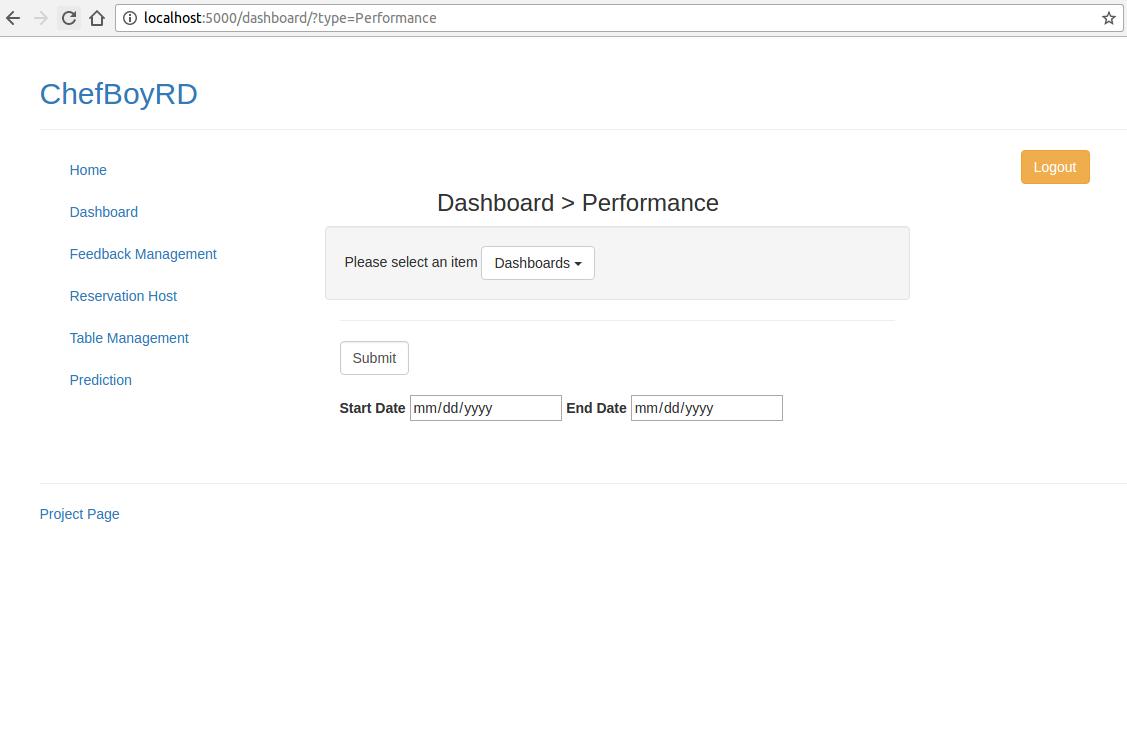 localhost:5000/dashboard/?type=Performance
ChefBoyRD
Logout
Home
Dashboard
Feedback Management
Reservation Host
Table Management
Prediction
Dashboard > Performance
Please select an item Dashboards
Submit
Start Date mm/dd/yyyy End Date mm/dd/yyyy
Project Page